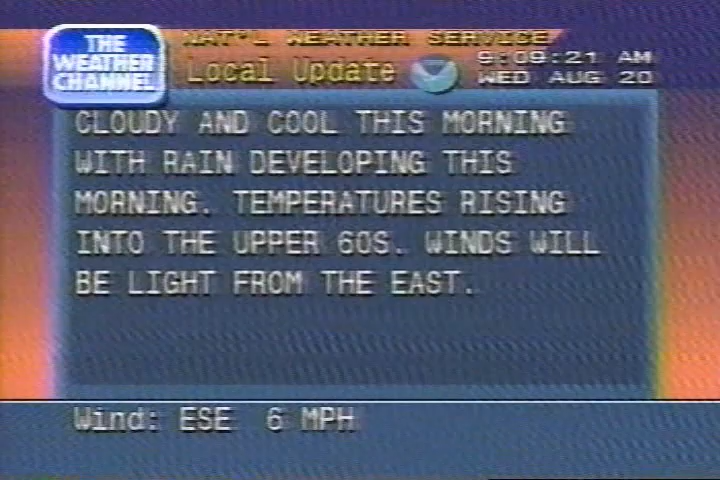 THE
WEATHER
CHANNEL
NAT'L WEATHER SERVICE
Local Update
9:09:21 AM
WED AUG 20
CLOUDY AND COOL THIS MORNING
WITH RAIN DEVELOPING THIS
MORNING. TEMPERATURES RISING
INTO THE UPPER 60S. WINDS WILL
BE LIGHT FROM THE EAST.
Wind: ESE 6 MPH